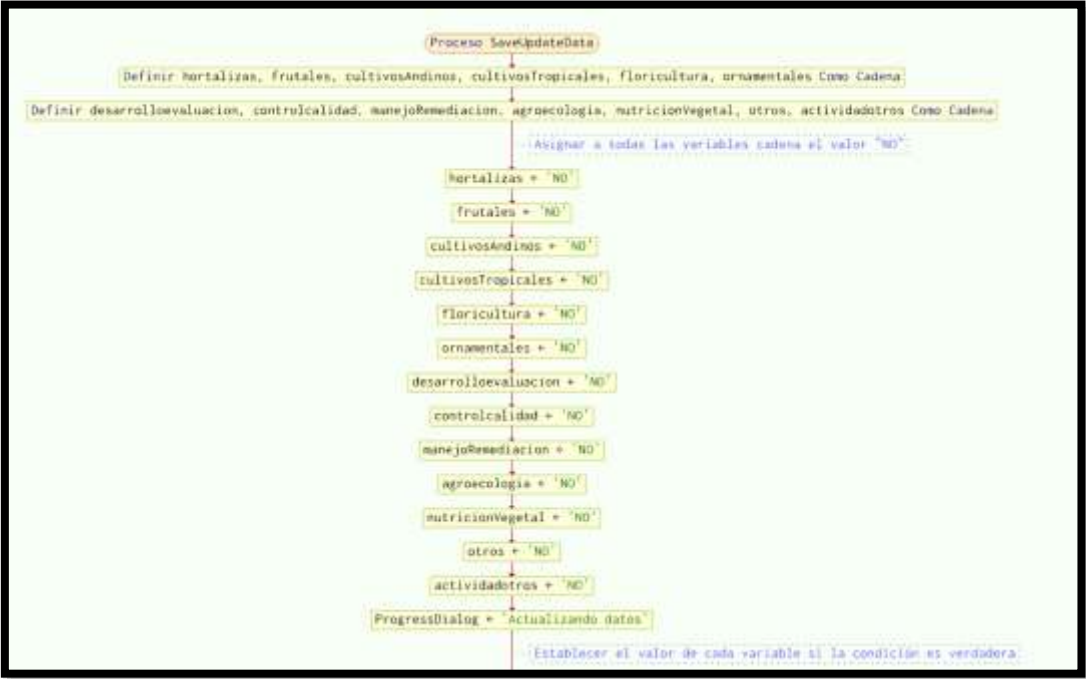 Proceso SaveUpdateData
Definir hortalizas, frutales, cultivosAndinos, cultivosTropicales, floricultura, ornamentales Como Cadena
Definir desarrolloevaluacion, controlcalidad, manejoRemediacion, agroecologia, nutricionVegetal, otros, actividadotros Como Cadena
Asignar a todas las variables cadena el valor "NO"
hortalizas ← 'NO'
frutales ← 'NO'
cultivosAndinos ← 'NO'
cultivosTropicales ← 'NO'
floricultura ← 'NO'
ornamentales ← 'NO'
desarrolloevaluacion ← 'NO'
controlcalidad ← 'NO'
manejoRemediacion ← 'NO'
agroecologia ← 'NO'
nutricionVegetal ← 'NO'
otros ← 'NO'
actividadotros ← 'NO'
ProgressDialog ← 'Actualizando datos'
Establecer el valor de cada variable si la condición es verdadera